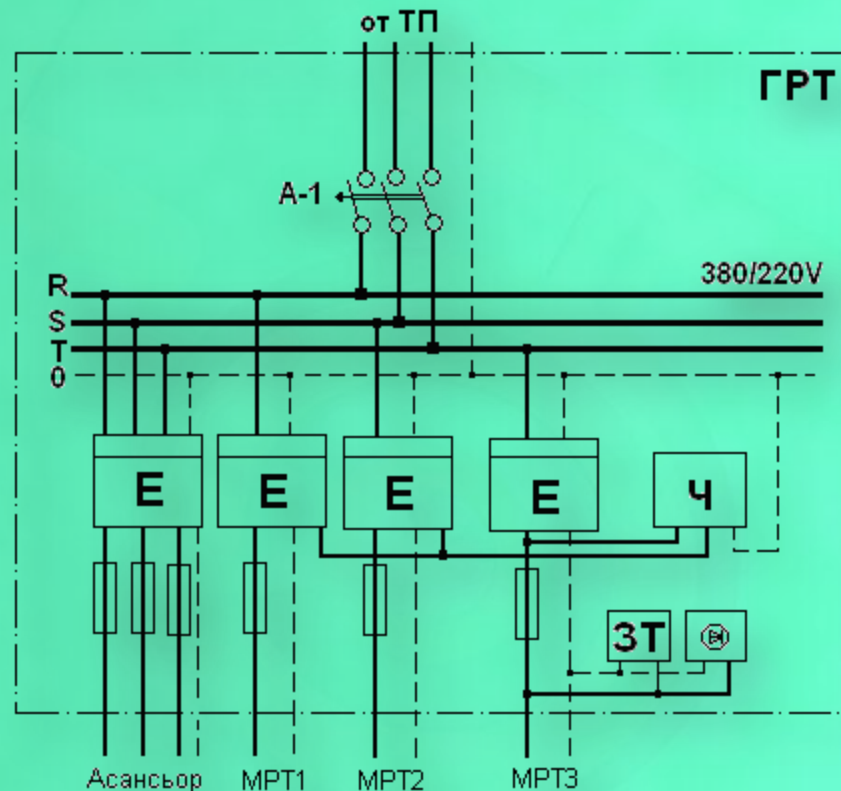 от ТП
ГРТ
А-1
380/220V
R
S
T
0
Е Е Е Е Ч
ЗТ
Асансьор МРТ1 МРТ2 МРТ3